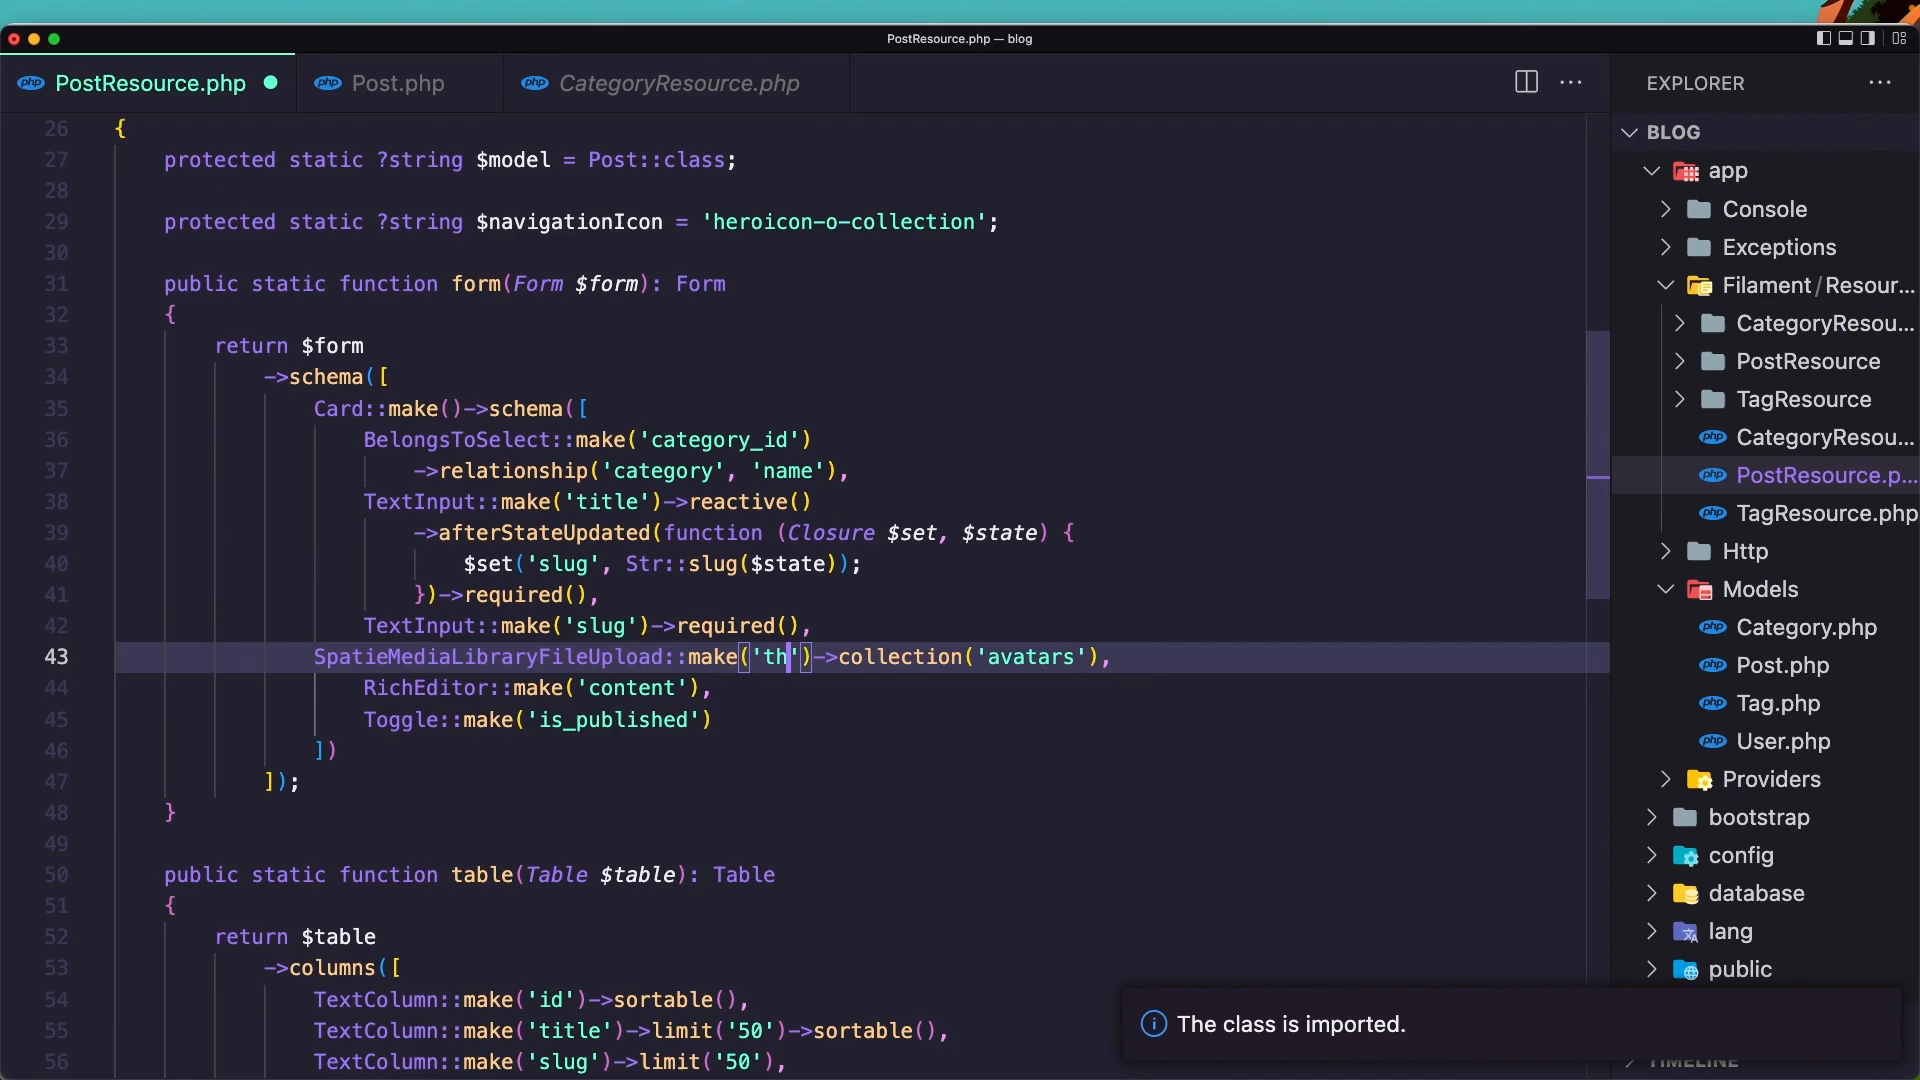 PostResource.php — blog
PostResource.php
Post.php
CategoryResource.php
EXPLORER
26 {
27 protected static ?string $model = Post::class;
28
29 protected static ?string $navigationIcon = 'heroicon-o-collection';
30
31 public static function form(Form $form): Form
32 {
33 return $form
34 ->schema([
35 Card::make()->schema([
36 BelongsToSelect::make('category_id')
37 ->relationship('category', 'name'),
38 TextInput::make('title')->reactive()
39 ->afterStateUpdated(function (Closure $set, $state) {
40 $set('slug', Str::slug($state));
41 })->required(),
42 TextInput::make('slug')->required(),
43 SpatieMediaLibraryFileUpload::make('th')->collection('avatars'),
44 RichEditor::make('content'),
45 Toggle::make('is_published')
46 ])
47 ]);
48 }
49
50 public static function table(Table $table): Table
51 {
52 return $table
53 ->columns([
54 TextColumn::make('id')->sortable(),
55 TextColumn::make('title')->limit('50')->sortable(),
56 TextColumn::make('slug')->limit('50'),
BLOG
app
Console
Exceptions
Filament/Resour...
CategoryResou...
PostResource
TagResource
CategoryResou...
PostResource.p...
TagResource.php
Http
Models
Category.php
Post.php
Tag.php
User.php
Providers
bootstrap
config
database
lang
public
The class is imported.
TIMELINE